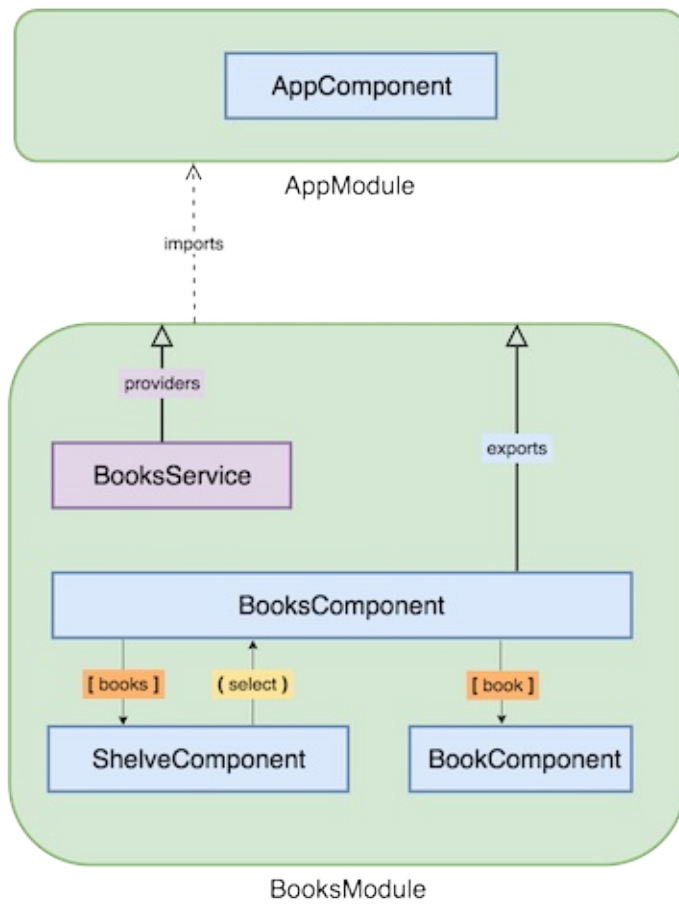 AppComponent
AppModule
imports
providers
BooksService
exports
BooksComponent
[ books ]
( select )
[ book ]
ShelveComponent
BookComponent
BooksModule